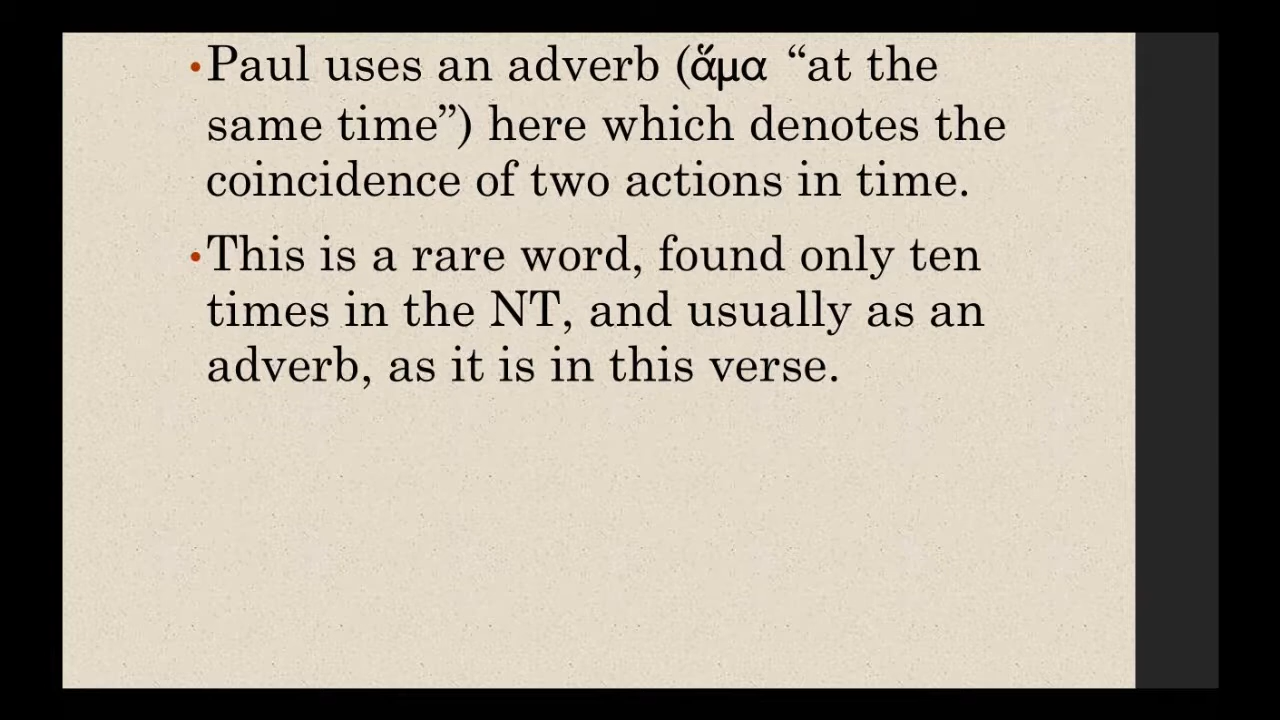 •Paul uses an adverb (ἅμα “at the
same time”) here which denotes the
coincidence of two actions in time.
•This is a rare word, found only ten
times in the NT, and usually as an
adverb, as it is in this verse.